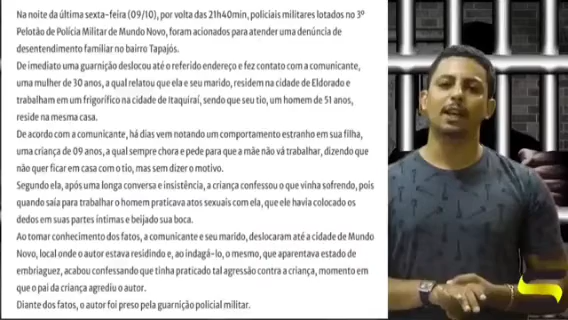 Na noite da última sexta-feira (09/10), por volta das 21h40min, policiais militares lotados no 3º
Pelotão de Polícia Militar de Mundo Novo, foram acionados para atender uma denúncia de
desentendimento familiar no bairro Tapajós.
De imediato uma guarnição deslocou até o referido endereço e fez contato com a comunicante,
uma mulher de 30 anos, a qual relatou que ela e seu marido, residem na cidade de Eldorado e
trabalham em um frigorífico na cidade de Itaquiraí, sendo que seu tio, um homem de 51 anos,
reside na mesma casa.
De acordo com a comunicante, há dias vem notando um comportamento estranho em sua filha,
uma criança de 09 anos, a qual sempre chora e pede para que a mãe não vá trabalhar, dizendo que
não quer ficar em casa com o tio, mas sem dizer o motivo.
Segundo ela, após uma longa conversa e insistência, a criança confessou o que vinha sofrendo, pois
quando saía para trabalhar o homem praticava atos sexuais com ela, que ele havia colocado os
dedos em suas partes íntimas e beijado sua boca.
Ao tomar conhecimento dos fatos, a comunicante e seu marido, deslocaram até a cidade de Mundo
Novo, local onde o autor estava residindo e, ao indagá-lo, o mesmo, que aparentava estado de
embriaguez, acabou confessando que tinha praticado tal agressão contra a criança, momento em
que o pai da criança agrediu o autor.
Diante dos fatos, o autor foi preso pela guarnição policial militar.